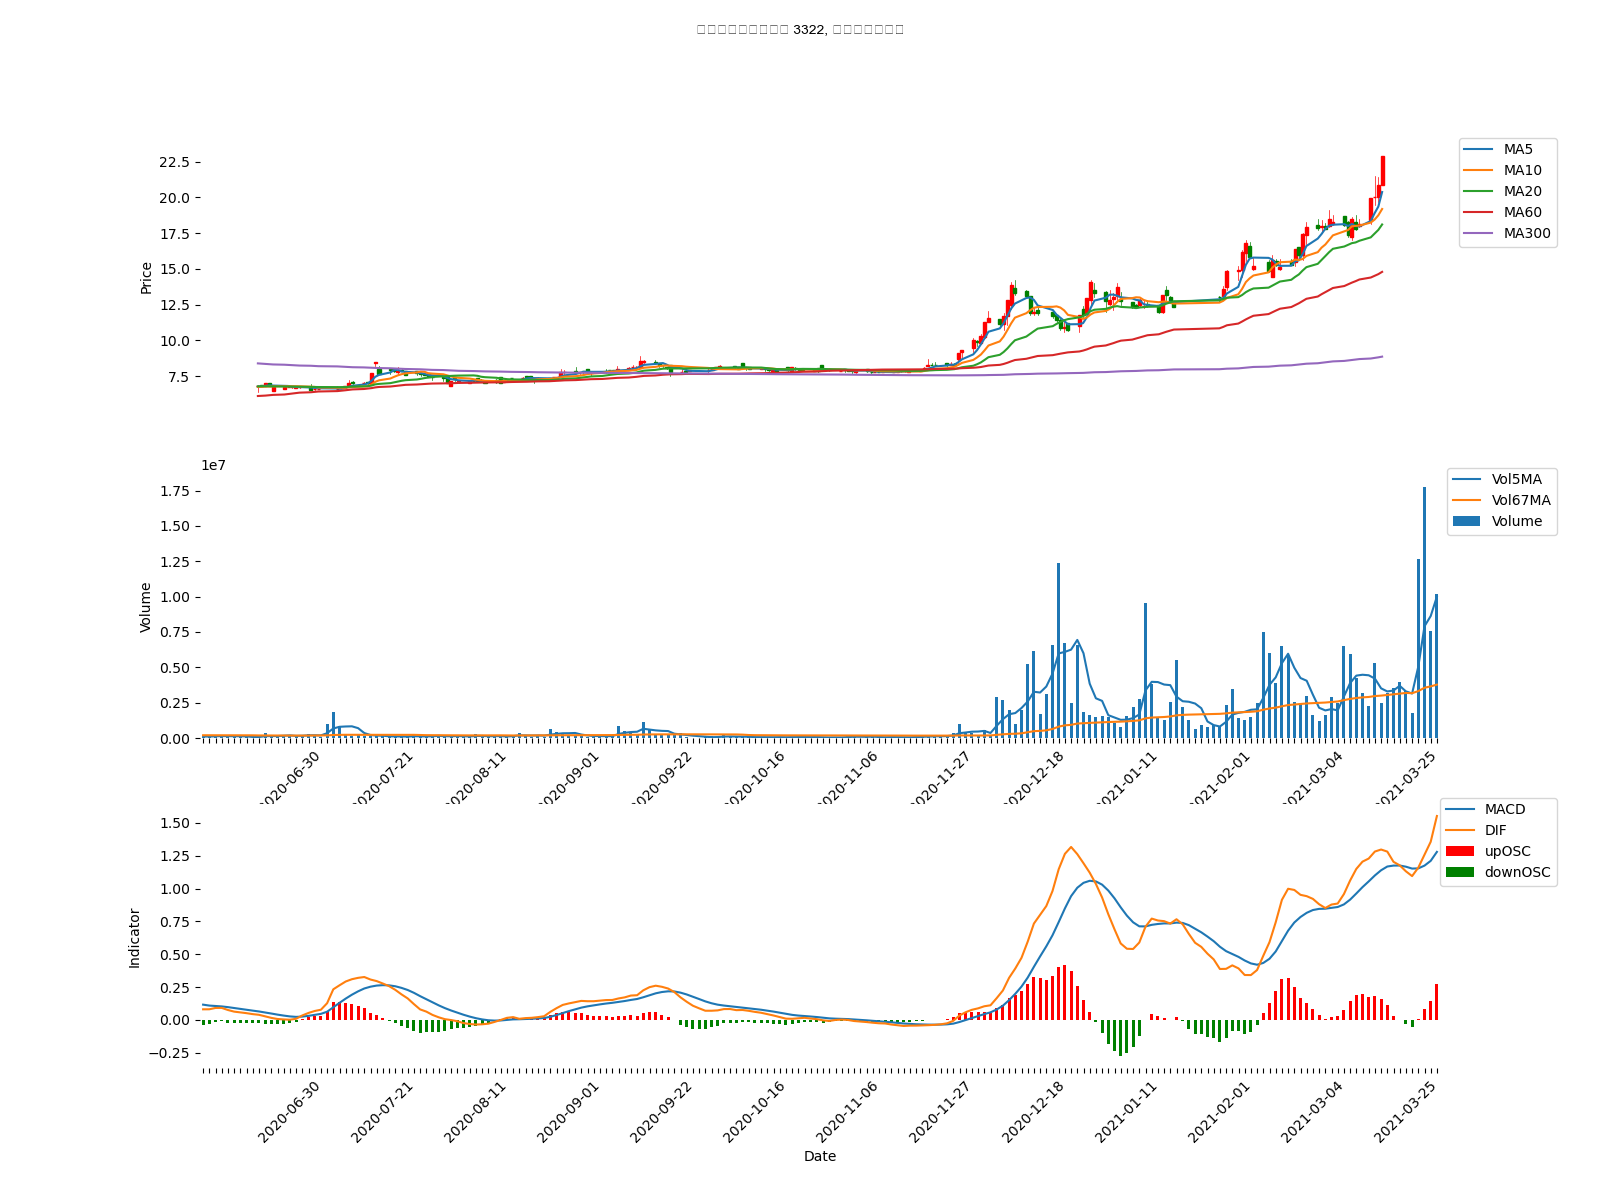 3322,
22.5
20.0
17.5
15.0
12.5
10.0
7.5
Price
MA5
MA10
MA20
MA60
MA300
1e7
1.75
1.50
1.25
1.00
0.75
0.50
0.25
0.00
Volume
Vol5MA
Vol67MA
Volume
2020-06-30
2020-07-21
2020-08-11
2020-09-01
2020-09-22
2020-10-16
2020-11-06
2020-11-27
2020-12-18
2021-01-11
2021-02-01
2021-03-04
2021-03-25
1.50
1.25
1.00
0.75
0.50
0.25
0.00
−0.25
Indicator
MACD
DIF
upOSC
downOSC
2020-06-30
2020-07-21
2020-08-11
2020-09-01
2020-09-22
2020-10-16
2020-11-06
2020-11-27
2020-12-18
2021-01-11
2021-02-01
2021-03-04
2021-03-25
Date